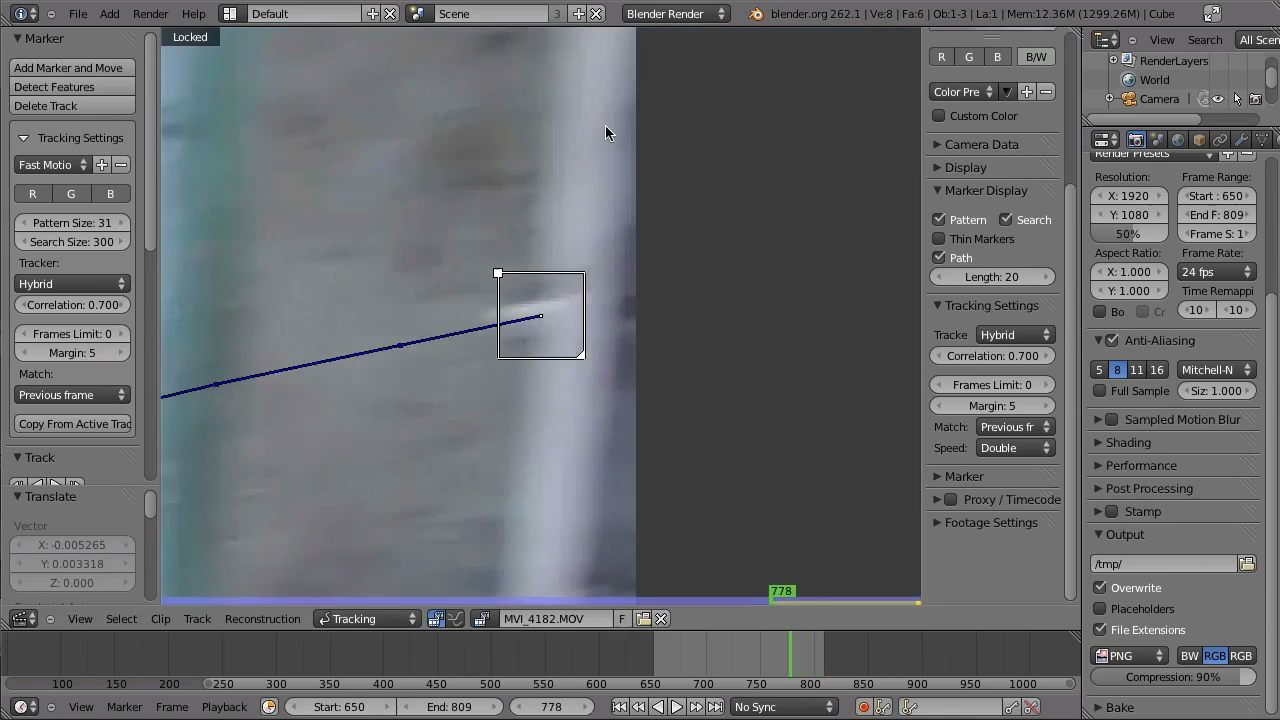 File Add Render Help Default Scene 3 Blender Render blender.org 262.1 | Ve:8 | Fa:6 | Ob:1-3 | La:1 | Mem:12.36M (1299.26M) | Cube
Marker
Add Marker and Move
Detect Features
Delete Track
Tracking Settings
Fast Motio
R G B
Pattern Size: 31
Search Size: 300
Tracker:
Hybrid
Correlation: 0.700
Frames Limit: 0
Margin: 5
Match:
Previous frame
Copy From Active Trac
Track
Translate
Vector
X: -0.005265
Y: 0.003318
Z: 0.000
Locked
778
R G B B/W
Color Pre
Custom Color
Camera Data
Display
Marker Display
Pattern Search
Thin Markers
Path
Length: 20
Tracking Settings
Tracke Hybrid
Correlation: 0.700
Frames Limit: 0
Margin: 5
Match: Previous fr
Speed: Double
Marker
Proxy / Timecode
Footage Settings
View Search All Scen
RenderLayers
World
Camera
Render Presets
Resolution: Frame Range:
X: 1920 Start : 650
Y: 1080 End F: 809
50% Frame S: 1
Aspect Ratio: Frame Rate:
X: 1.000 24 fps
Y: 1.000 Time Remappi
Bo Cr 10 10
Anti-Aliasing
5 8 11 16 Mitchell-N
Full Sample Siz: 1.000
Sampled Motion Blur
Shading
Performance
Post Processing
Stamp
Output
/tmp/
Overwrite
Placeholders
File Extensions
PNG BW RGB RGB
Compression: 90%
Bake
View Select Clip Track Reconstruction Tracking MVI_4182.MOV F
100 150 200 250 300 350 400 450 500 550 600 650 700 750 800 850 900 950 1000
View Marker Frame Playback Start: 650 End: 809 778 No Sync